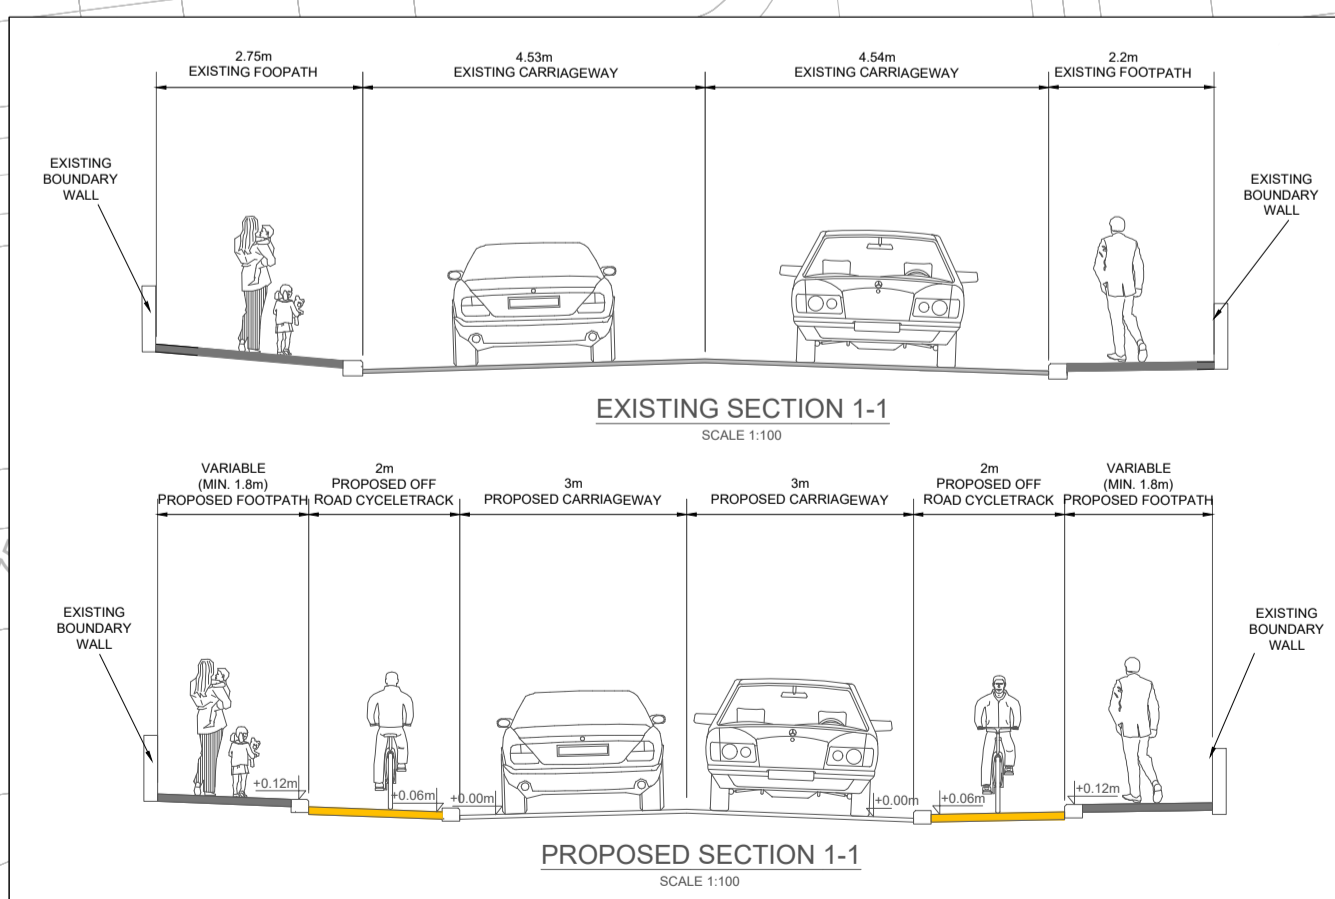 2.75m
EXISTING FOOPATH
4.53m
EXISTING CARRIAGEWAY
4.54m
EXISTING CARRIAGEWAY
2.2m
EXISTING FOOTPATH
EXISTING
BOUNDARY
WALL
EXISTING
BOUNDARY
WALL
EXISTING SECTION 1-1
SCALE 1:100
VARIABLE
(MIN. 1.8m)
PROPOSED FOOTPATH
2m
PROPOSED OFF
ROAD CYCLETRACK
3m
PROPOSED CARRIAGEWAY
3m
PROPOSED CARRIAGEWAY
2m
PROPOSED OFF
ROAD CYCLETRACK
VARIABLE
(MIN. 1.8m)
PROPOSED FOOTPATH
EXISTING
BOUNDARY
WALL
EXISTING
BOUNDARY
WALL
+0.12m
+0.06m
+0.00m
+0.00m
+0.06m
+0.12m
PROPOSED SECTION 1-1
SCALE 1:100